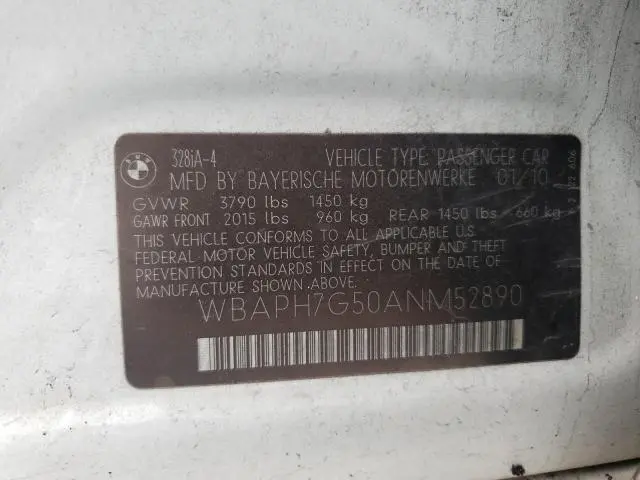 BMW
328iA-4 VEHICLE TYPE: PASSENGER CAR
MFD BY BAYERISCHE MOTORENWERKE 01/10
GVWR 3790 lbs 1450 kg
GAWR FRONT 2015 lbs 960 kg REAR 1450 lbs 660 kg
THIS VEHICLE CONFORMS TO ALL APPLICABLE U.S.
FEDERAL MOTOR VEHICLE SAFETY, BUMPER AND THEFT
PREVENTION STANDARDS IN EFFECT ON THE DATE OF
MANUFACTURE SHOWN .ABOVE.
WBAPH7G50ANM52890